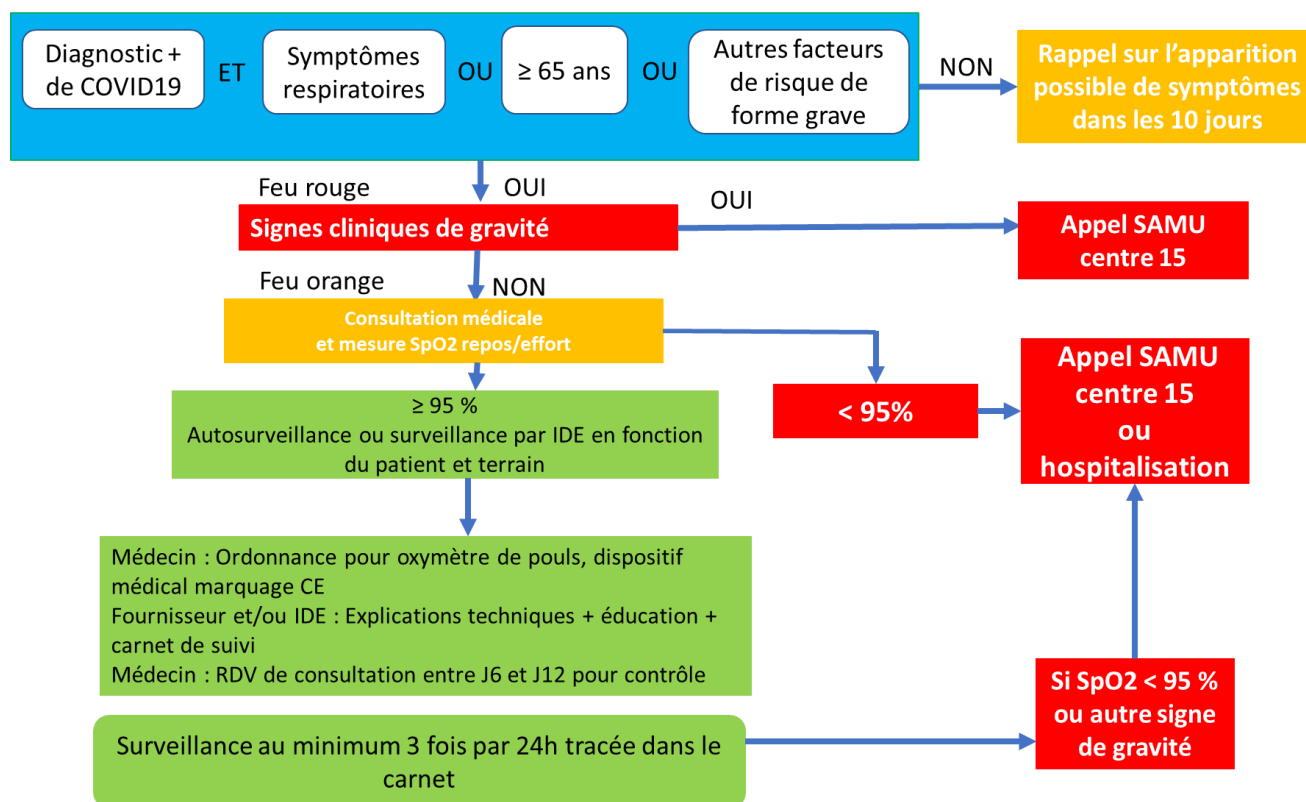 Diagnostic +
de COVID19
ET
Symptômes
respiratoires
OU
≥ 65 ans
OU
Autres facteurs
de risque de
forme grave
NON
Rappel sur l’apparition
possible de symptômes
dans les 10 jours
Feu rouge
OUI
Signes cliniques de gravité
OUI
Appel SAMU
centre 15
Feu orange
NON
Consultation médicale
et mesure SpO2 repos/effort
< 95%
Appel SAMU
centre 15
ou
hospitalisation
≥ 95 %
Autosurveillance ou surveillance par IDE en fonction
du patient et terrain
Médecin : Ordonnance pour oxymètre de pouls, dispositif
médical marquage CE
Fournisseur et/ou IDE : Explications techniques + éducation +
carnet de suivi
Médecin : RDV de consultation entre J6 et J12 pour contrôle
Si SpO2 < 95 %
ou autre signe
de gravité
Surveillance au minimum 3 fois par 24h tracée dans le
carnet